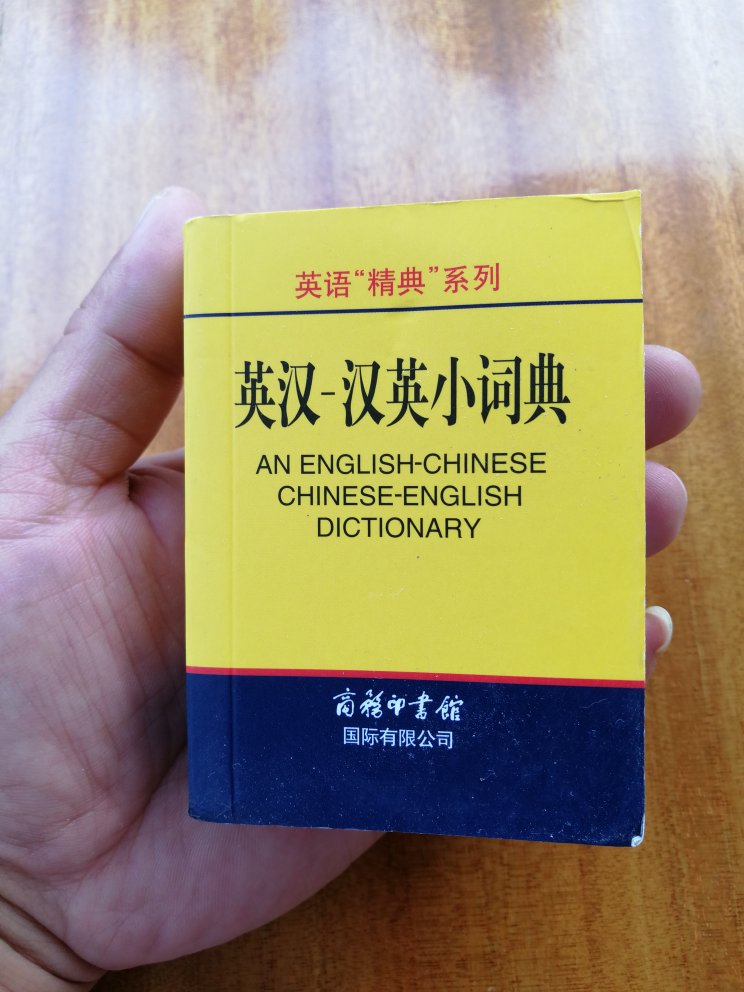 英语“精典”系列
英汉-汉英小词典
AN ENGLISH-CHINESE
CHINESE-ENGLISH
DICTIONARY
商務印書館
国际有限公司